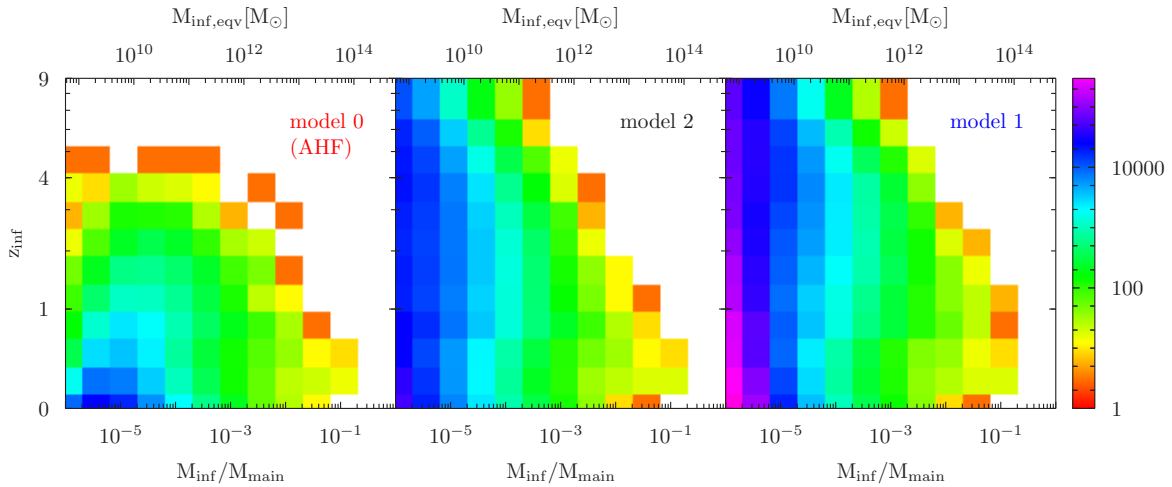 M_inf,eqv[M_⊙] M_inf,eqv[M_⊙] M_inf,eqv[M_⊙]
10^10 10^12 10^14 10^10 10^12 10^14 10^10 10^12 10^14
9
model 0 model 2 model 1
(AHF)
10000
4
z_inf
100
1
0 1
10^−5 10^−3 10^−1 10^−5 10^−3 10^−1 10^−5 10^−3 10^−1
M_inf/M_main M_inf/M_main M_inf/M_main